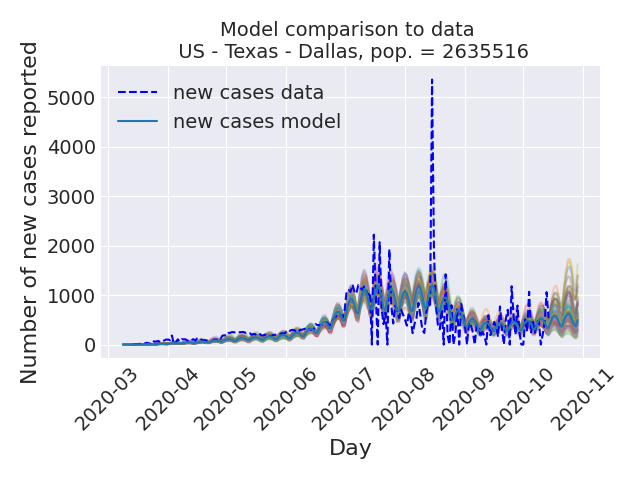 Model comparison to data
US - Texas - Dallas, pop. = 2635516
Number of new cases reported
5000
4000
3000
2000
1000
0
new cases data
new cases model
2020-03
2020-04
2020-05
2020-06
2020-07
2020-08
2020-09
2020-10
2020-11
Day